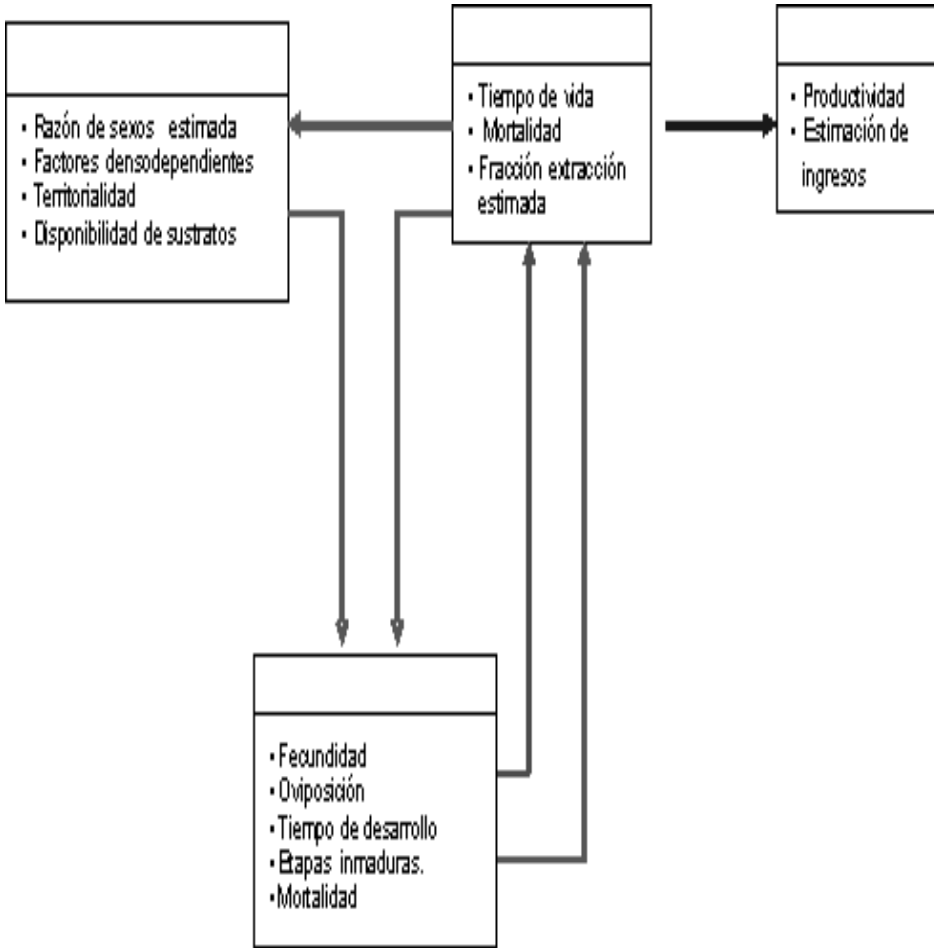 • Razón de sexos estimada
• Factores densodependientes
• Territorialidad
• Disponibilidad de sustratos
• Tiempo de vida
• Mortalidad
• Fracción extracción
estimada
• Productividad
• Estimación de
ingresos
• Fecundidad
• Oviposición
• Tiempo de desarrollo
• Etapas inmaduras.
• Mortalidad